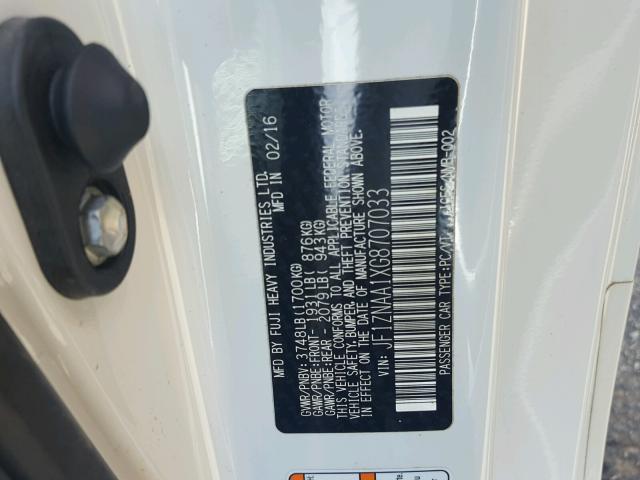 MFD BY FUJI HEAVY INDUSTRIES LTD.
MFD IN 02/16
GVWR/PNBV: 3748LB(1700KG)
GAWR/PNBE:FRONT- 1931LB( 876KG)
GAWR/PNBE:REAR - 2079LB( 943KG)
THIS VEHICLE CONFORMS TO ALL APPLICABLE FEDERAL MOTOR
VEHICLE SAFETY,BUMPER, AND THEFT PREVENTION STANDARDS
IN EFFECT ON THE DATE OF MANUFACTURE SHOWN ABOVE.
VIN: JF1ZNAA1XG8707033
PASSENGER CAR TYPE:PC/VP